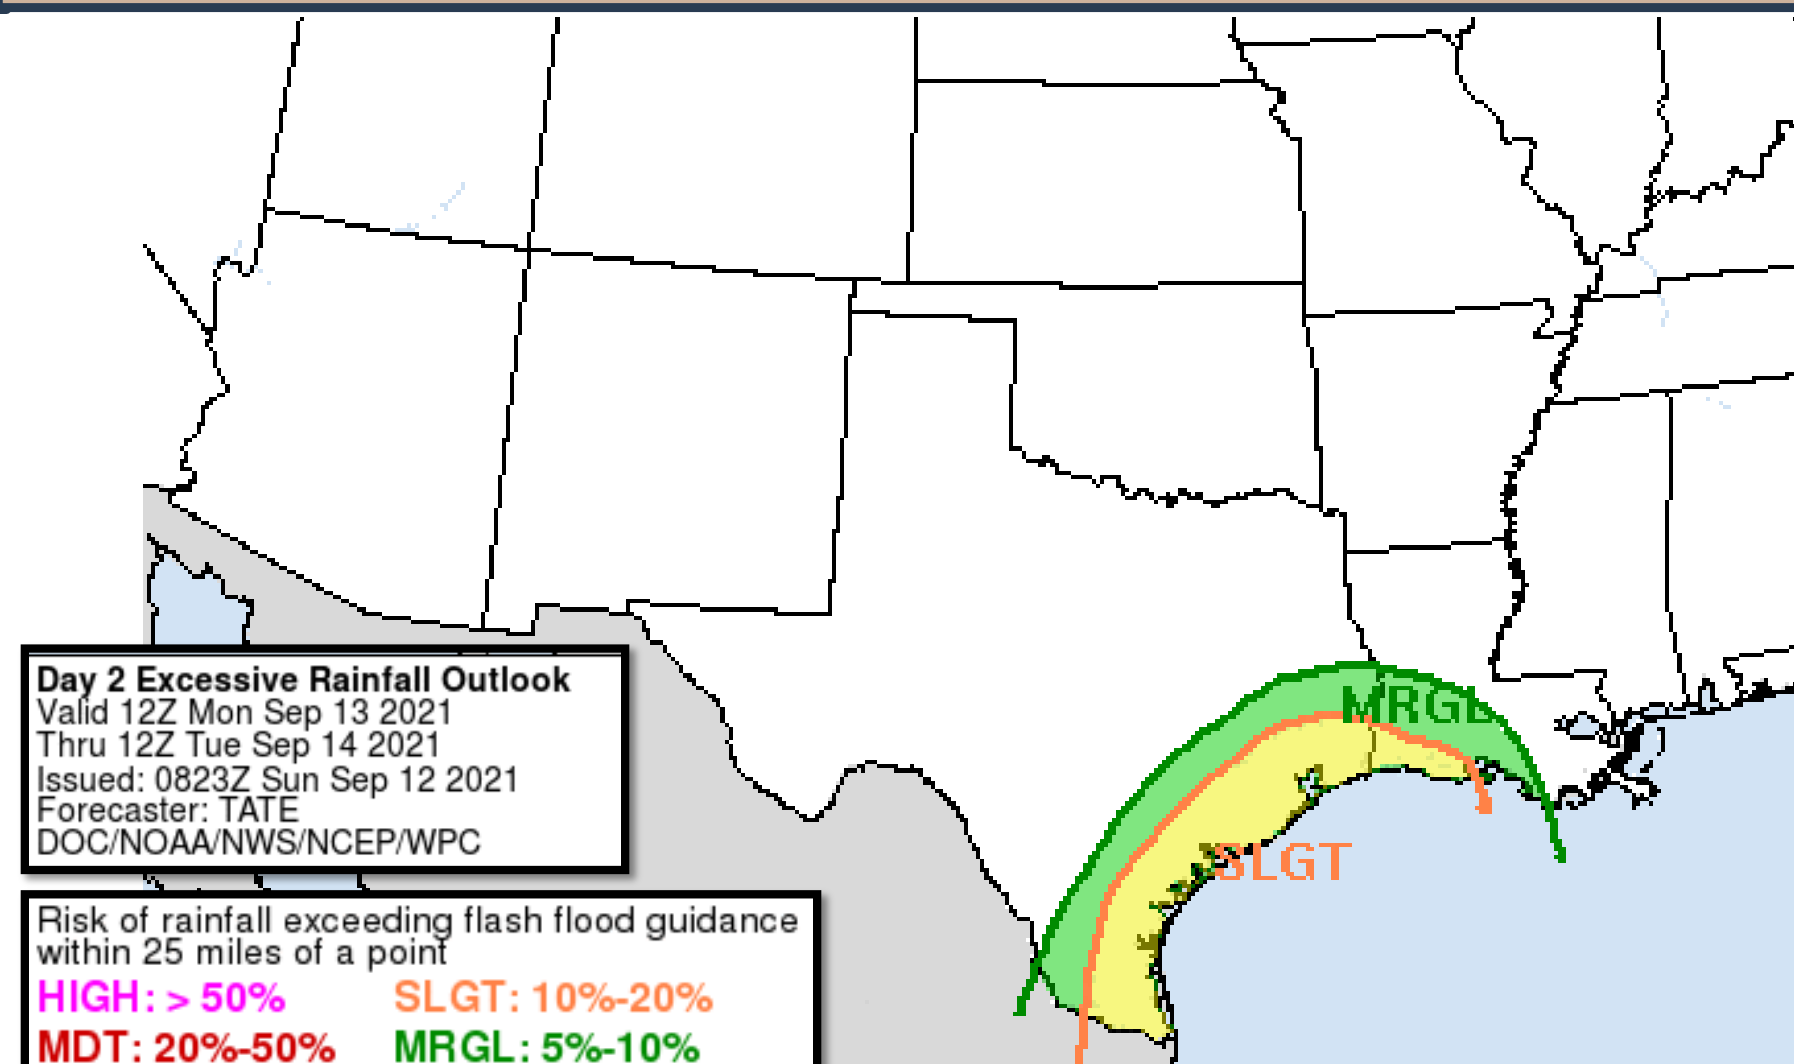 MRGL
SLGT
Day 2 Excessive Rainfall Outlook
Valid 12Z Mon Sep 13 2021
Thru 12Z Tue Sep 14 2021
Issued: 0823Z Sun Sep 12 2021
Forecaster: TATE
DOC/NOAA/NWS/NCEP/WPC
Risk of rainfall exceeding flash flood guidance
within 25 miles of a point
HIGH: > 50% SLGT: 10%-20%
MDT: 20%-50% MRGL: 5%-10%